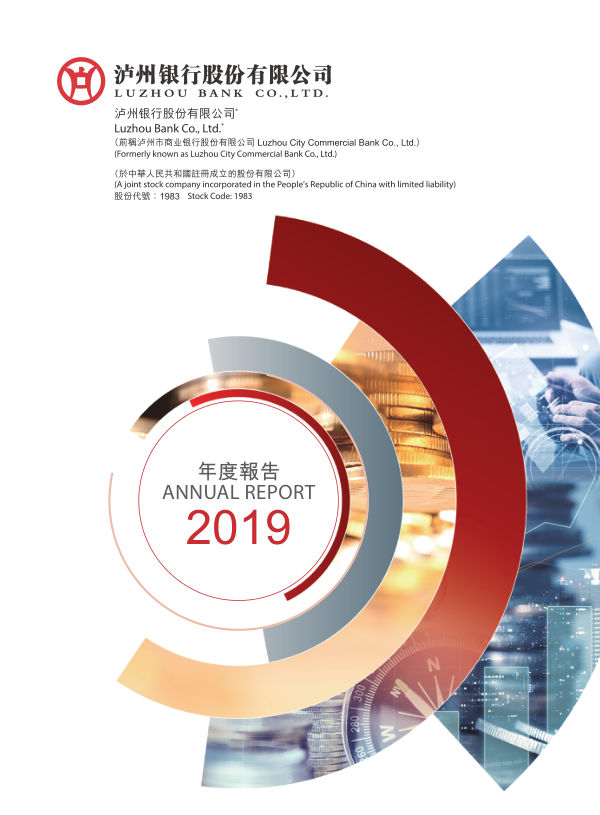 泸州银行股份有限公司
LUZHOU BANK CO.,LTD.
泸州银行股份有限公司*
Luzhou Bank Co., Ltd.*
（前稱泸州市商业银行股份有限公司 Luzhou City Commercial Bank Co., Ltd.）
(Formerly known as Luzhou City Commercial Bank Co., Ltd.)
（於中華人民共和國註冊成立的股份有限公司）
(A joint stock company incorporated in the People's Republic of China with limited liability)
股份代號：1983 Stock Code: 1983
年度報告
ANNUAL REPORT
2019
N
300
280
260
W